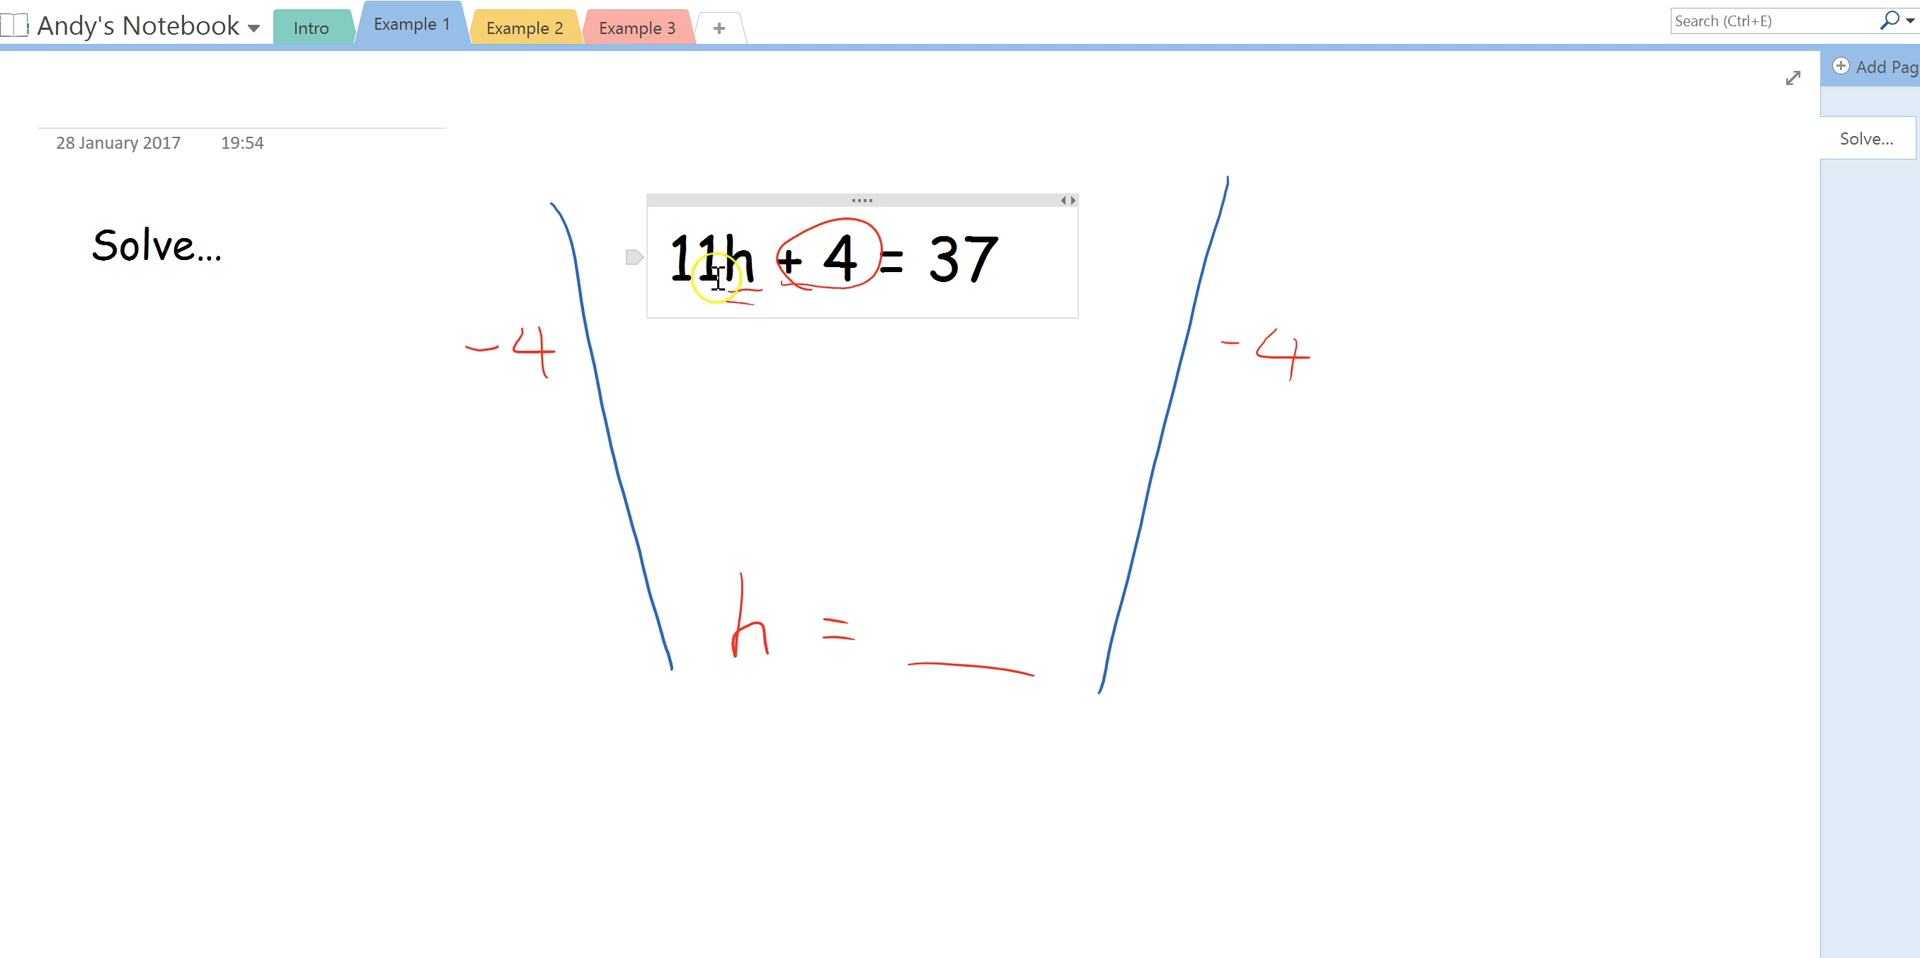 Andy's Notebook
Intro
Example 1
Example 2
Example 3
+
Search (Ctrl+E)
Add Pag
Solve...
28 January 2017 19:54
Solve...
11h + 4 = 37
-4
-4
h = __